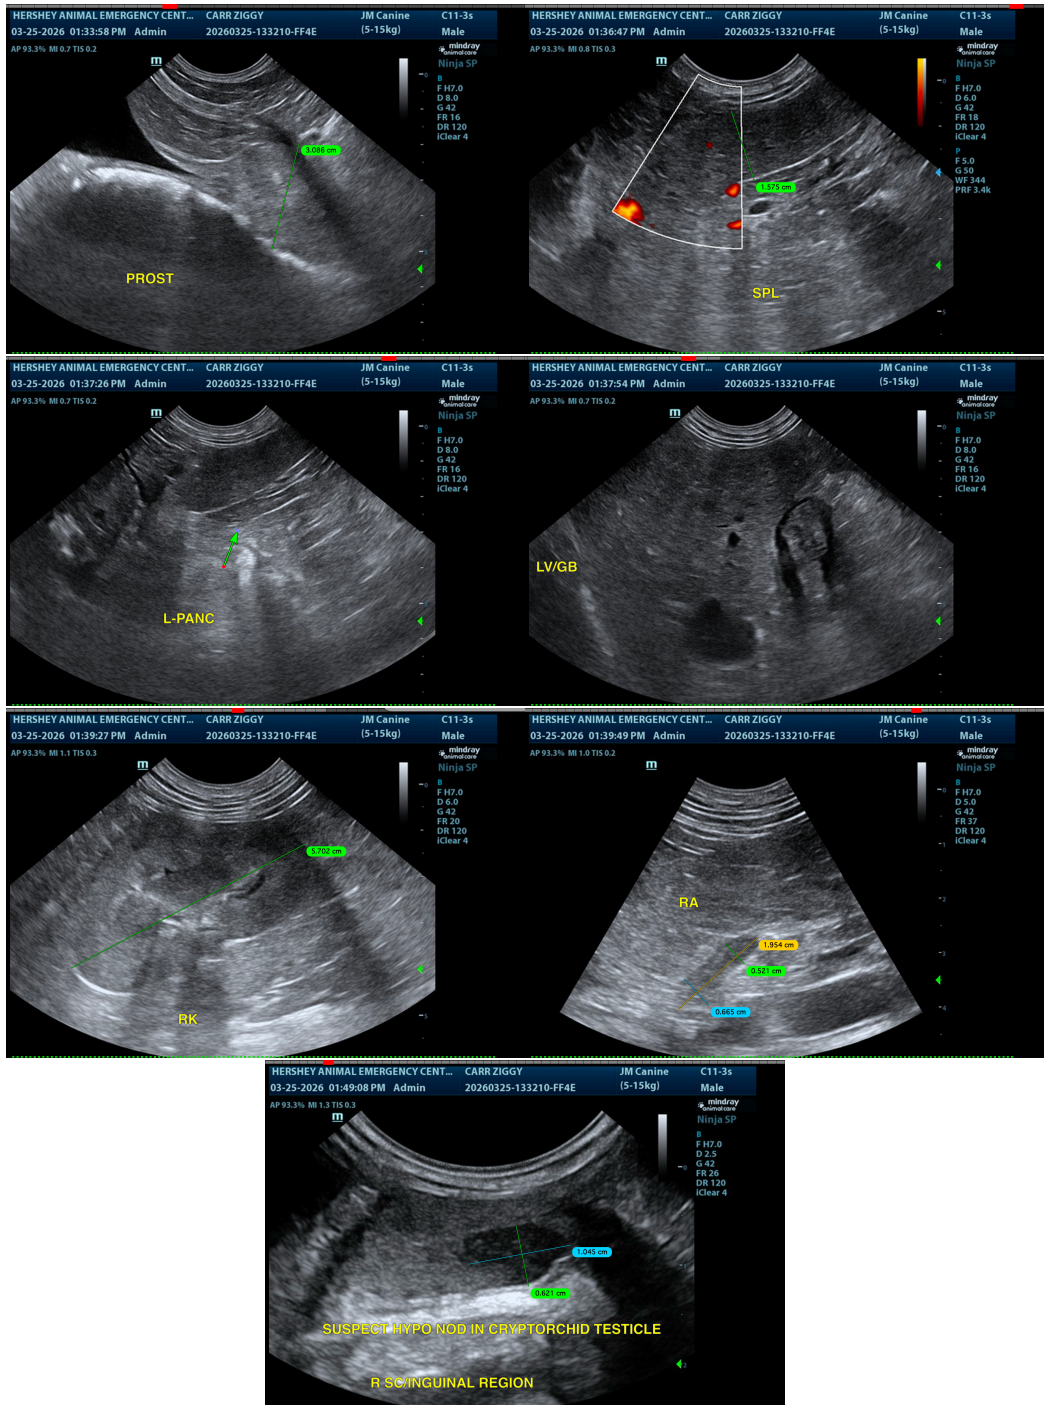 HERSHEY ANIMAL EMERGENCY CENT... CARR ZIGGY JM Canine C11-3s
03-25-2026 01:33:58 PM Admin 20260325-133210-FF4E (5-15kg) Male
AP 93.3% MI 0.7 TIS 0.2
m
mindray
animal care
Ninja SP
B
F H7.0
D 8.0
G 42
FR 16
DR 120
iClear 4
0
3.086 cm
PROST
HERSHEY ANIMAL EMERGENCY CENT... CARR ZIGGY JM Canine C11-3s
03-25-2026 01:36:47 PM Admin 20260325-133210-FF4E (5-15kg) Male
AP 93.3% MI 0.8 TIS 0.3
m
mindray
animal care
Ninja SP
B
F H7.0
D 6.0
G 42
FR 18
DR 120
iClear 4
P
F 5.0
G 50
WF 344
PRF 3.4k
0
5
1.575 cm
SPL
HERSHEY ANIMAL EMERGENCY CENT... CARR ZIGGY JM Canine C11-3s
03-25-2026 01:37:26 PM Admin 20260325-133210-FF4E (5-15kg) Male
AP 93.3% MI 0.7 TIS 0.2
m
mindray
animal care
Ninja SP
B
F H7.0
D 8.0
G 42
FR 16
DR 120
iClear 4
0
L-PANC
HERSHEY ANIMAL EMERGENCY CENT... CARR ZIGGY JM Canine C11-3s
03-25-2026 01:37:54 PM Admin 20260325-133210-FF4E (5-15kg) Male
AP 93.3% MI 0.7 TIS 0.2
m
mindray
animal care
Ninja SP
B
F H7.0
D 8.0
G 42
FR 16
DR 120
iClear 4
0
LV/GB
HERSHEY ANIMAL EMERGENCY CENT... CARR ZIGGY JM Canine C11-3s
03-25-2026 01:39:27 PM Admin 20260325-133210-FF4E (5-15kg) Male
AP 93.3% MI 1.1 TIS 0.3
m
mindray
animal care
Ninja SP
B
F H7.0
D 6.0
G 42
FR 20
DR 120
iClear 4
0
5
5.702 cm
RK
HERSHEY ANIMAL EMERGENCY CENT... CARR ZIGGY JM Canine C11-3s
03-25-2026 01:39:49 PM Admin 20260325-133210-FF4E (5-15kg) Male
AP 93.3% MI 1.0 TIS 0.2
m
mindray
animal care
Ninja SP
B
F H7.0
D 5.0
G 42
FR 37
DR 120
iClear 4
0
1
2
3
4
RA
1.954 cm
0.521 cm
0.665 cm
HERSHEY ANIMAL EMERGENCY CENT... CARR ZIGGY JM Canine C11-3s
03-25-2026 01:49:08 PM Admin 20260325-133210-FF4E (5-15kg) Male
AP 93.3% MI 1.3 TIS 0.3
m
mindray
animal care
Ninja SP
B
F H7.0
D 2.5
G 42
FR 26
DR 120
iClear 4
0
2
1.045 cm
0.621 cm
SUSPECT HYPO NOD IN CRYPTORCHID TESTICLE
R SC/INGUINAL REGION